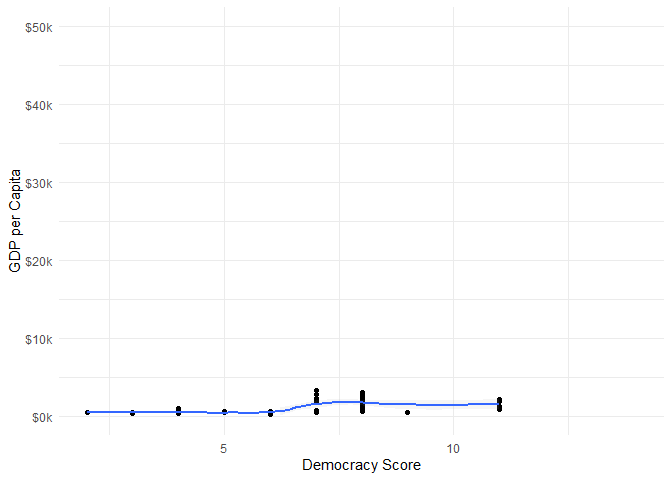 $50k
$40k
$30k
$20k
$10k
$0k
GDP per Capita
5 10
Democracy Score